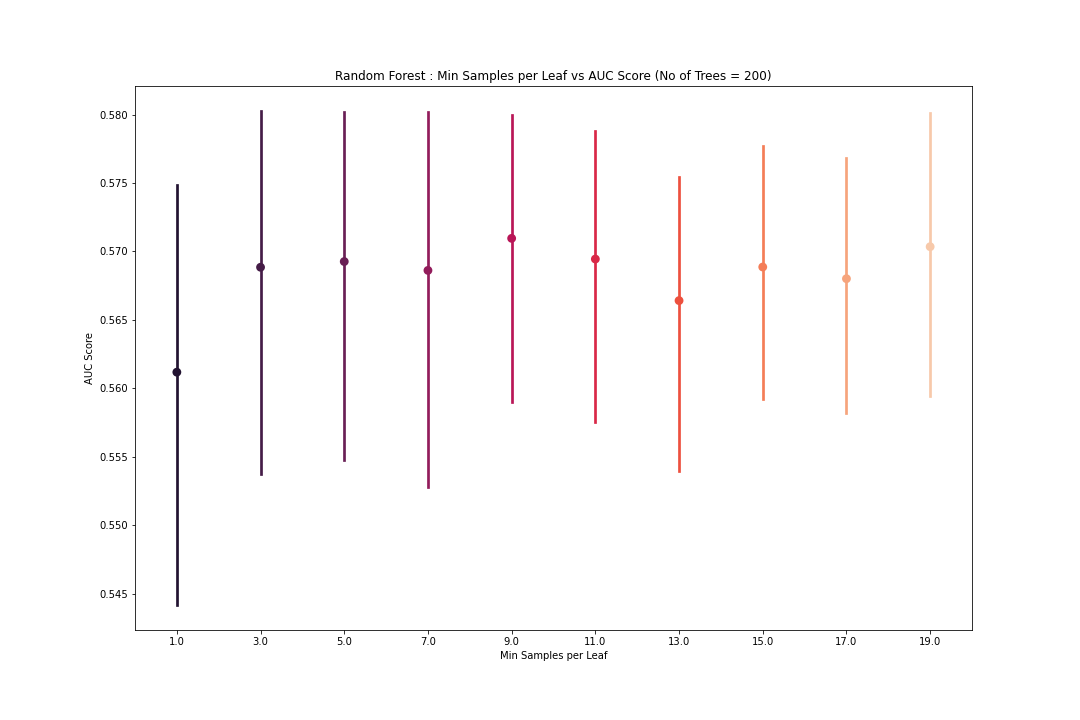 Random Forest : Min Samples per Leaf vs AUC Score (No of Trees = 200)
0.580
0.575
0.570
0.565
0.560
0.555
0.550
0.545
AUC Score
1.0 3.0 5.0 7.0 9.0 11.0 13.0 15.0 17.0 19.0
Min Samples per Leaf